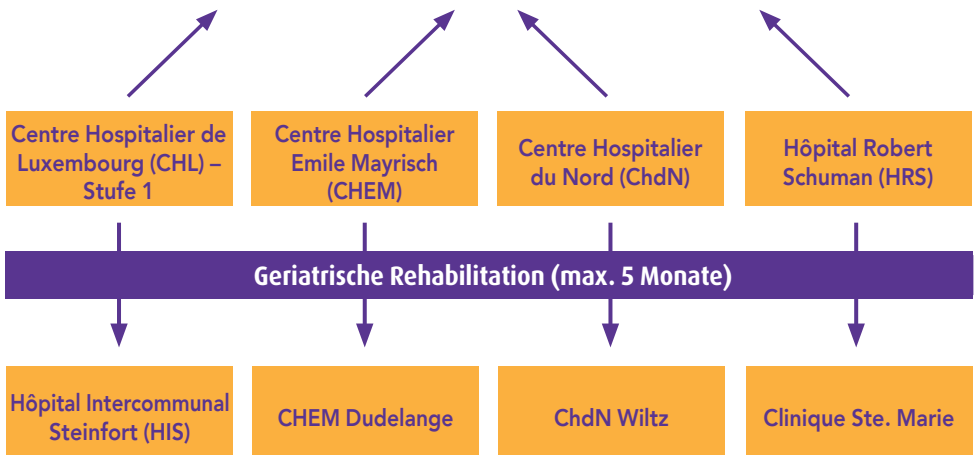 Centre Hospitalier de
Luxembourg (CHL) –
Stufe 1
Centre Hospitalier
Emile Mayrisch
(CHEM)
Centre Hospitalier
du Nord (ChdN)
Hôpital Robert
Schuman (HRS)
Geriatrische Rehabilitation (max. 5 Monate)
Hôpital Intercommunal
Steinfort (HIS)
CHEM Dudelange
ChdN Wiltz
Clinique Ste. Marie